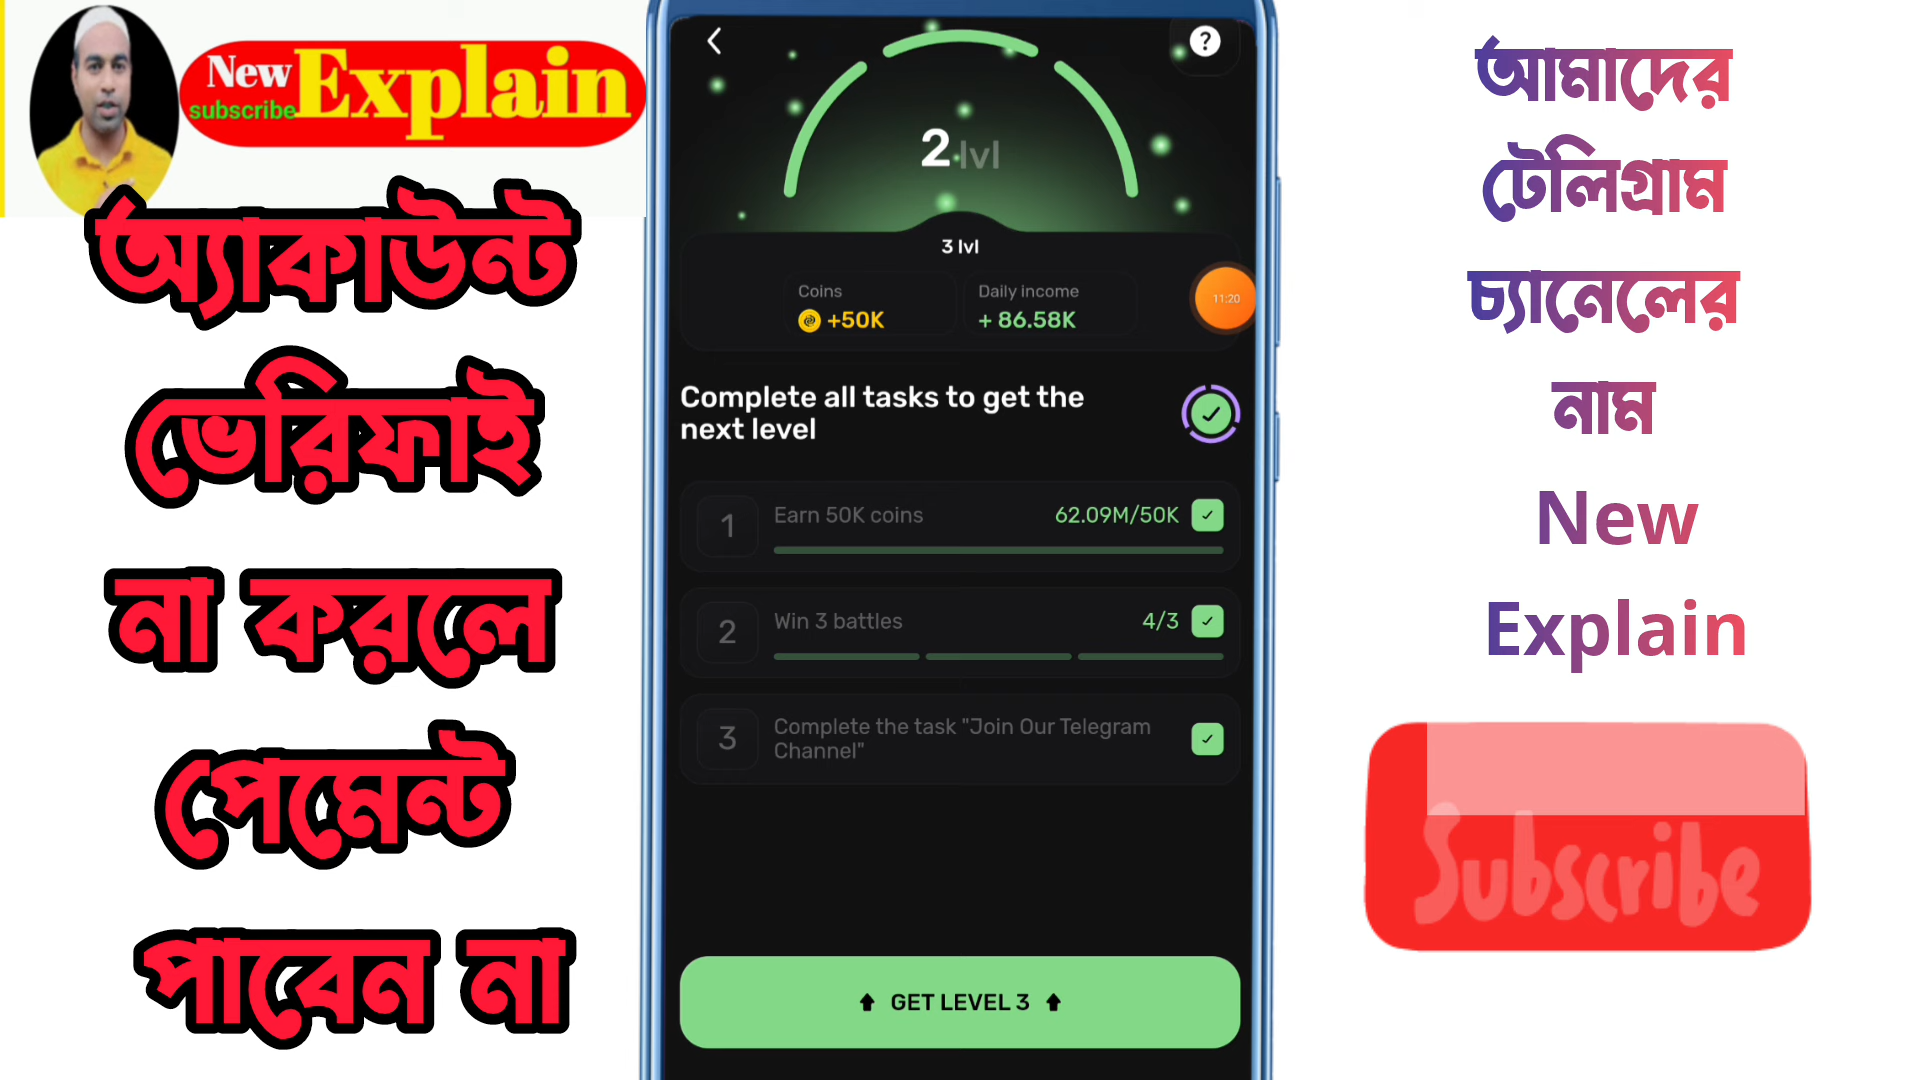 New
subscribe
Explain
অ্যাকাউন্ট
ভেরিফাই
না করলে
পেমেন্ট
পাবেন না
?
2 lvl
3 lvl
Coins
+50K
Daily income
+ 86.58K
11:20
Complete all tasks to get the
next level
1
Earn 50K coins
62.09M/50K
2
Win 3 battles
4/3
3
Complete the task "Join Our Telegram
Channel"
GET LEVEL 3
আমাদের
টেলিগ্রাম
চ্যানেলের
নাম
New
Explain
Subscribe